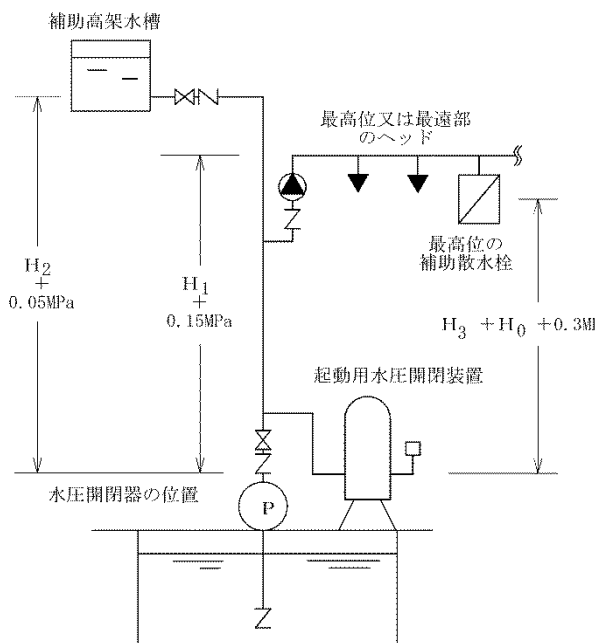 補助高架水槽
最高位又は最遠部
のヘッド
最高位の
補助散水栓
H2
+
0.05MPa
H1
+
0.15MPa
H3 +H0 +0.3M
起動用水圧開閉装置
水圧開閉器の位置
P